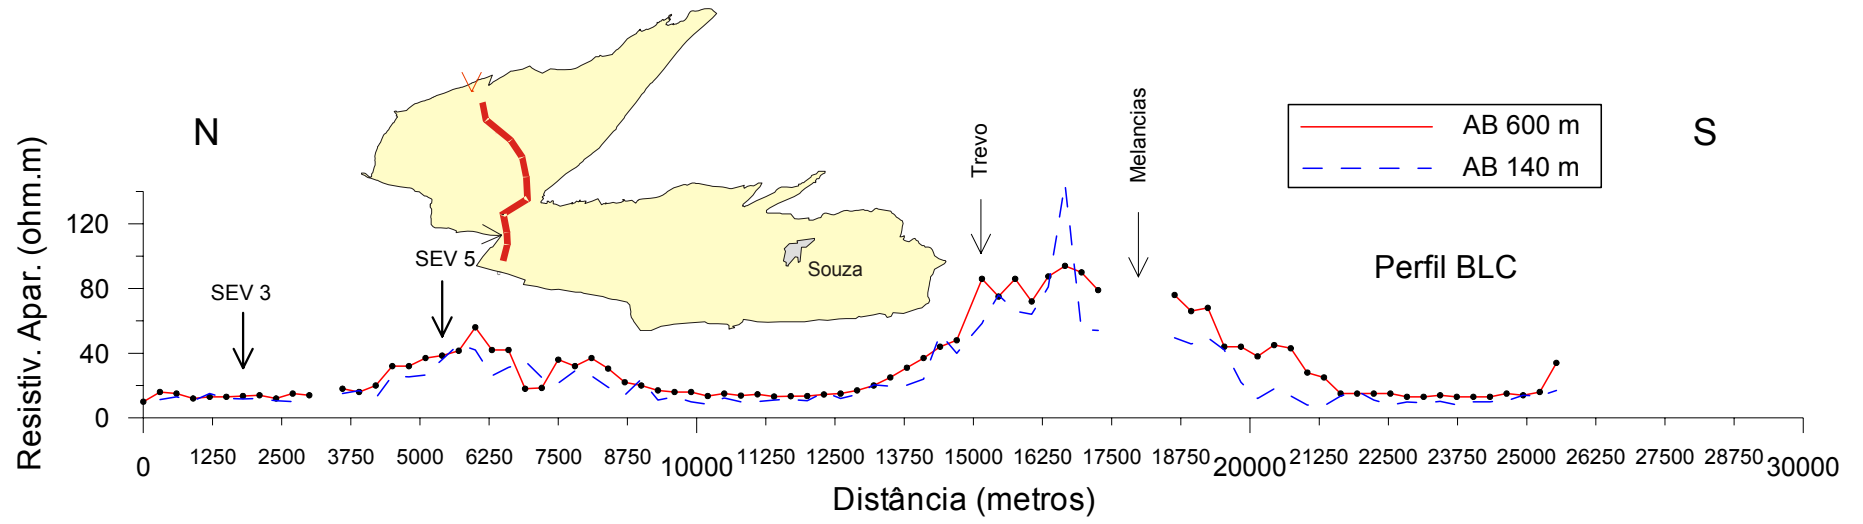 N
S
Trevo
Melancias
AB 600 m
AB 140 m
Resistiv. Apar. (ohm.m)
120
80
40
0
SEV 3
SEV 5
Souza
Perfil BLC
0 1250 2500 3750 5000 6250 7500 8750 10000 11250 12500 13750 15000 16250 17500 18750 20000 21250 22500 23750 25000 26250 27500 28750 30000
Distância (metros)